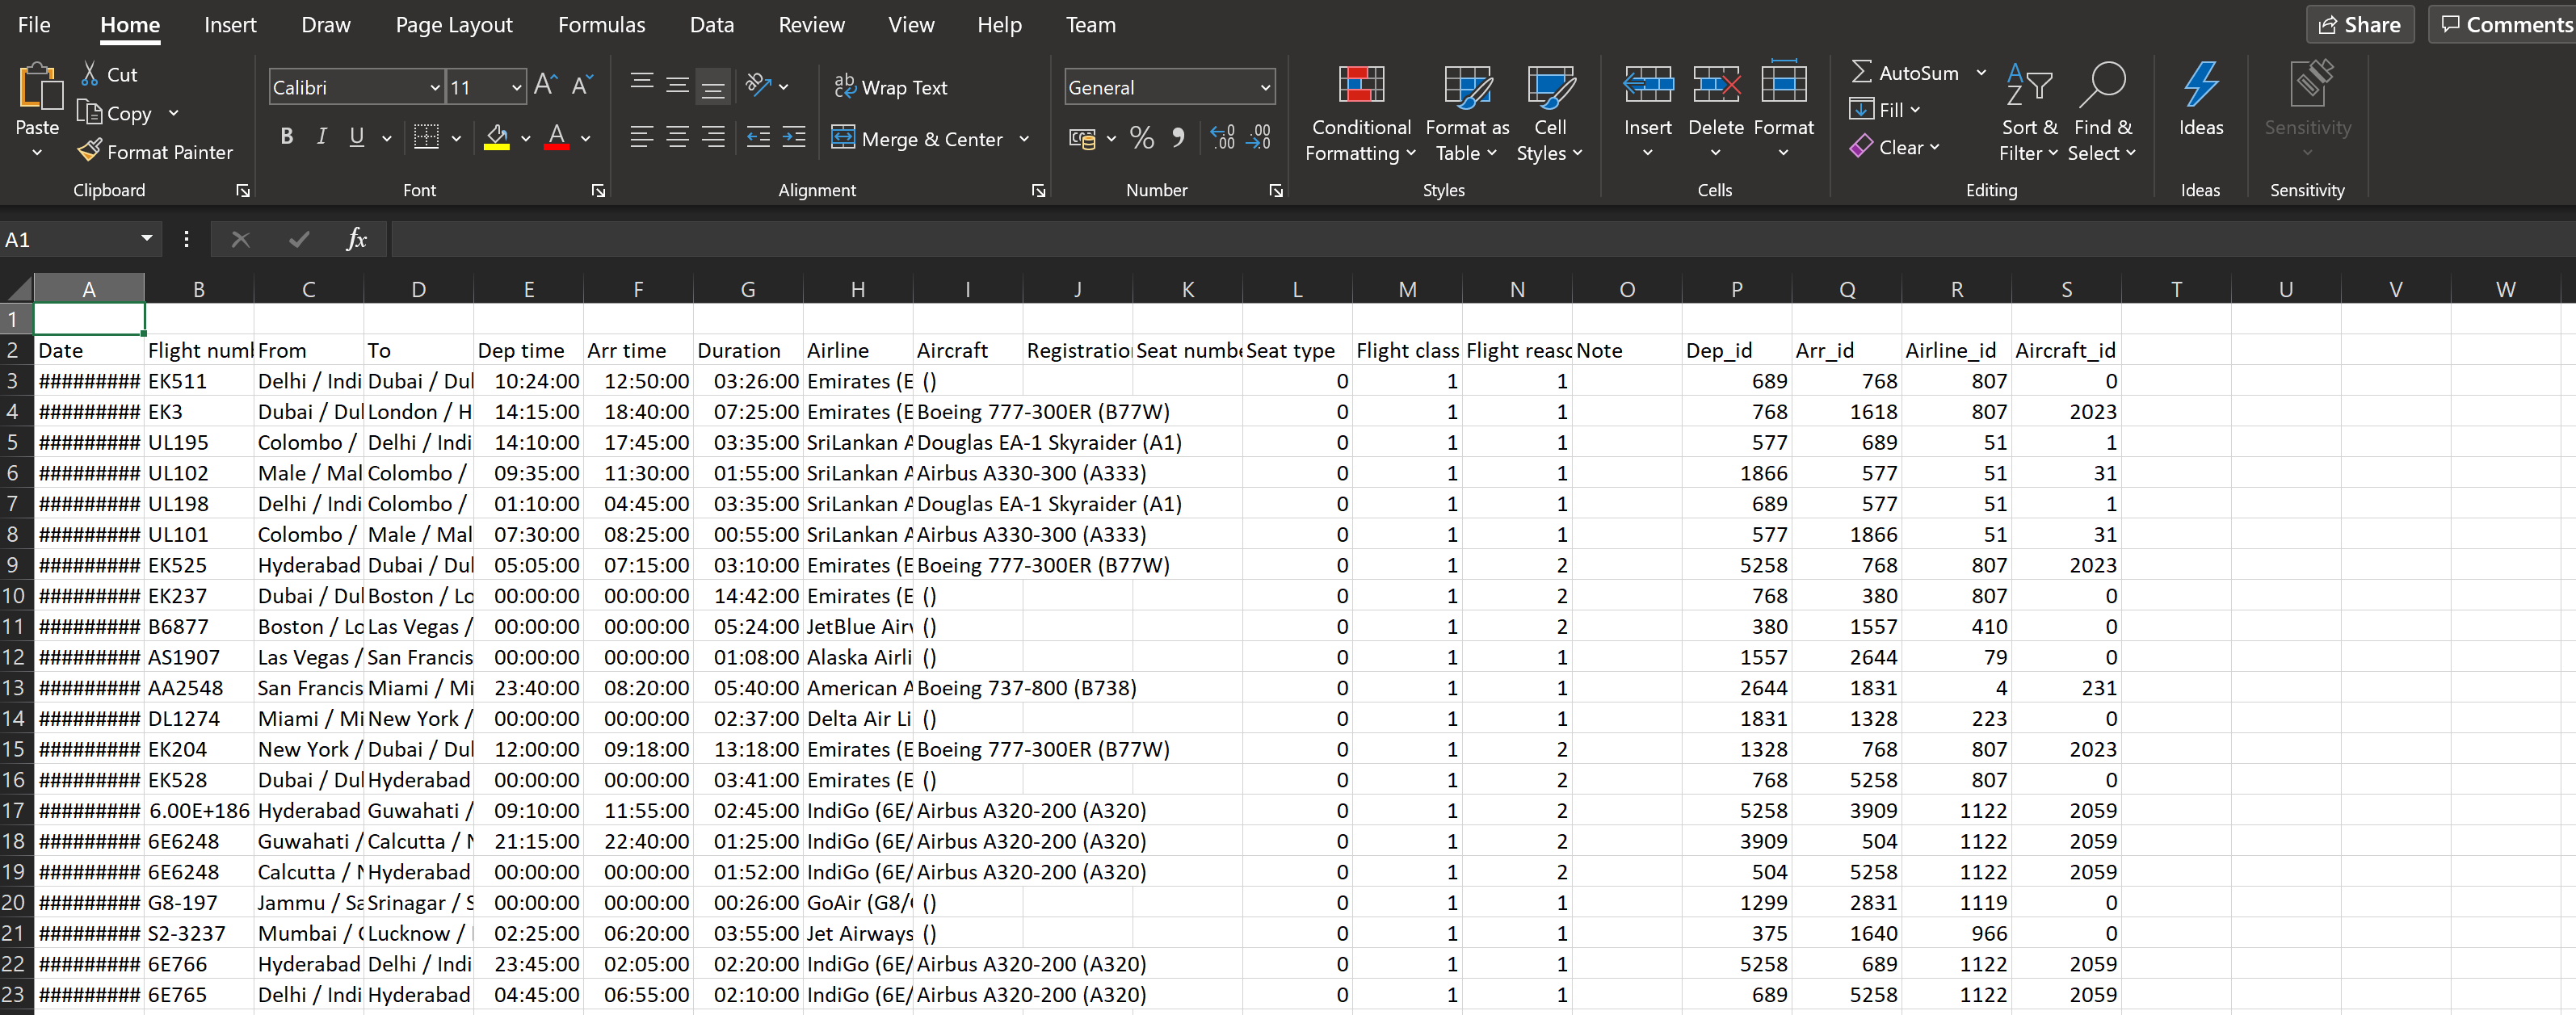 File Home Insert Draw Page Layout Formulas Data Review View Help Team Share Comments
Paste Cut Copy Format Painter Clipboard
Calibri 11 A A B I U A Font
ab Wrap Text Merge & Center Alignment
General % 9 .00 .00 Number
Conditional Formatting Format as Table Cell Styles Styles
Insert Delete Format Cells
AutoSum Fill Clear Sort & Filter Find & Select Editing
Ideas Ideas
Sensitivity Sensitivity
A1 fx
A B C D E F G H I J K L M N O P Q R S T U V W
1
2 Date Flight numb From To Dep time Arr time Duration Airline Aircraft Registratio Seat numbe Seat type Flight class Flight reaso Note Dep_id Arr_id Airline_id Aircraft_id
3 ######### EK511 Delhi / Indi Dubai / Dul 10:24:00 12:50:00 03:26:00 Emirates (E () 0 1 1 689 768 807 0
4 ######### EK3 Dubai / Dul London / H 14:15:00 18:40:00 07:25:00 Emirates (E Boeing 777-300ER (B77W) 0 1 1 768 1618 807 2023
5 ######### UL195 Colombo / Delhi / Indi 14:10:00 17:45:00 03:35:00 SriLankan A Douglas EA-1 Skyraider (A1) 0 1 1 577 689 51 1
6 ######### UL102 Male / Mal Colombo / 09:35:00 11:30:00 01:55:00 SriLankan A Airbus A330-300 (A333) 0 1 1 1866 577 51 31
7 ######### UL198 Delhi / Indi Colombo / 01:10:00 04:45:00 03:35:00 SriLankan A Douglas EA-1 Skyraider (A1) 0 1 1 689 577 51 1
8 ######### UL101 Colombo / Male / Mal 07:30:00 08:25:00 00:55:00 SriLankan A Airbus A330-300 (A333) 0 1 1 577 1866 51 31
9 ######### EK525 Hyderabad Dubai / Dul 05:05:00 07:15:00 03:10:00 Emirates (E Boeing 777-300ER (B77W) 0 1 2 5258 768 807 2023
10 ######### EK237 Dubai / Dul Boston / Lo 00:00:00 00:00:00 14:42:00 Emirates (E () 0 1 2 768 380 807 0
11 ######### B6877 Boston / Lo Las Vegas / 00:00:00 00:00:00 05:24:00 JetBlue Airv () 0 1 2 380 1557 410 0
12 ######### AS1907 Las Vegas / San Francis 00:00:00 00:00:00 01:08:00 Alaska Airli () 0 1 1 1557 2644 79 0
13 ######### AA2548 San Francis Miami / Mi 23:40:00 08:20:00 05:40:00 American A Boeing 737-800 (B738) 0 1 1 2644 1831 4 231
14 ######### DL1274 Miami / Mi New York / 00:00:00 00:00:00 02:37:00 Delta Air Li () 0 1 1 1831 1328 223 0
15 ######### EK204 New York / Dubai / Dul 12:00:00 09:18:00 13:18:00 Emirates (E Boeing 777-300ER (B77W) 0 1 2 1328 768 807 2023
16 ######### EK528 Dubai / Dul Hyderabad 00:00:00 00:00:00 03:41:00 Emirates (E () 0 1 2 768 5258 807 0
17 ######### 6.00E+186 Hyderabad Guwahati / 09:10:00 11:55:00 02:45:00 IndiGo (6E/ Airbus A320-200 (A320) 0 1 2 5258 3909 1122 2059
18 ######### 6E6248 Guwahati / Calcutta / N 21:15:00 22:40:00 01:25:00 IndiGo (6E/ Airbus A320-200 (A320) 0 1 2 3909 504 1122 2059
19 ######### 6E6248 Calcutta / N Hyderabad 00:00:00 00:00:00 01:52:00 IndiGo (6E/ Airbus A320-200 (A320) 0 1 2 504 5258 1122 2059
20 ######### G8-197 Jammu / Sa Srinagar / S 00:00:00 00:00:00 00:26:00 GoAir (G8/ () 0 1 1 1299 2831 1119 0
21 ######### S2-3237 Mumbai / C Lucknow / 02:25:00 06:20:00 03:55:00 Jet Airways () 0 1 1 375 1640 966 0
22 ######### 6E766 Hyderabad Delhi / Indi 23:45:00 02:05:00 02:20:00 IndiGo (6E/ Airbus A320-200 (A320) 0 1 1 5258 689 1122 2059
23 ######### 6E765 Delhi / Indi Hyderabad 04:45:00 06:55:00 02:10:00 IndiGo (6E/ Airbus A320-200 (A320) 0 1 1 689 5258 1122 2059